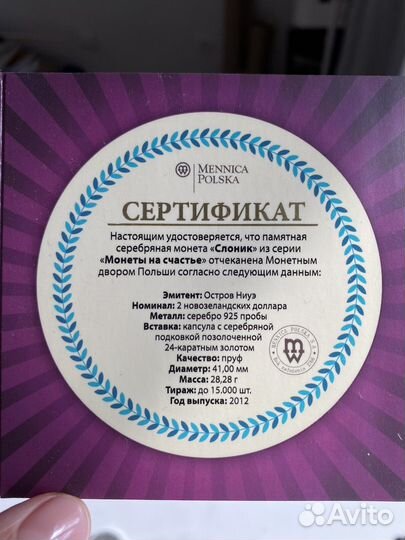 MENNICA
POLSKA
СЕРТИФИКАТ
Настоящим удостоверяется, что памятная
серебряная монета «Слоник» из серии
«Монеты на счастье» отчеканена Монетным
двором Польши согласно следующим данным:
Эмитент: Остров Ниуэ
Номинал: 2 новозеландских доллара
Металл: серебро 925 пробы
Вставка: капсула с серебряной
подковкой позолоченной
24-каратным золотом
Качество: пруф
Диаметр: 41,00 мм
Масса: 28,28 г
Тираж: до 15.000 шт.
Год выпуска: 2012
MENNICA POLSKA S.A.
Avito